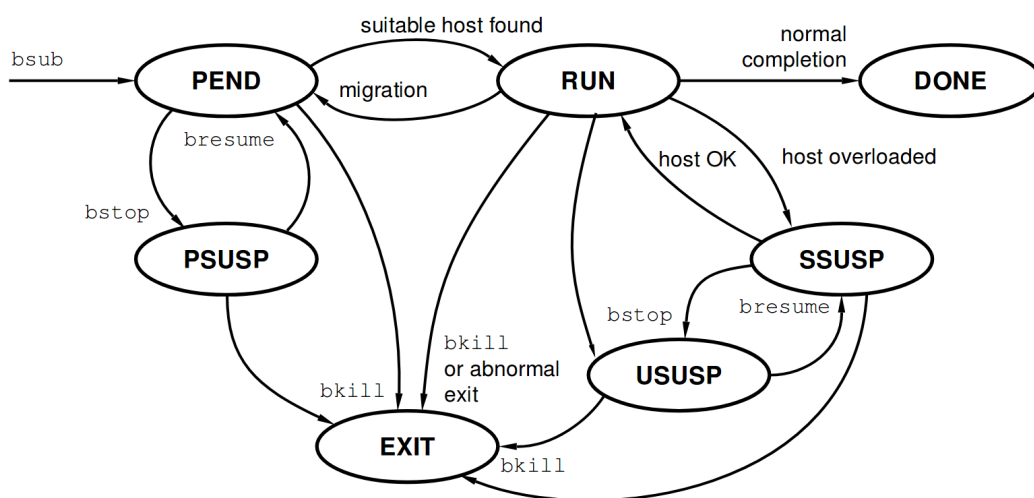 suitable host found
normal
completion
bsub
PEND
RUN
DONE
migration
bresume
host OK
host overloaded
bstop
PSUSP
SSUSP
bstop
bresume
bkill
or abnormal
exit
bkill
USUSP
EXIT
bkill